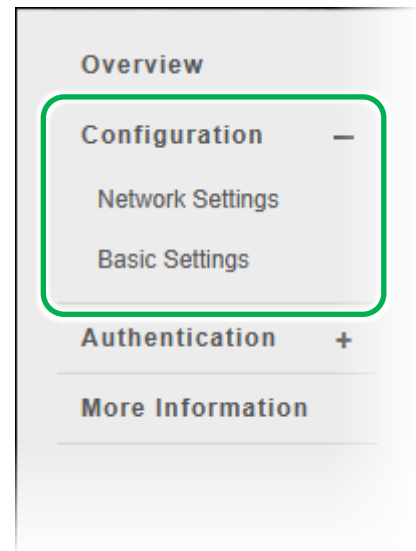 Overview
Configuration –
Network Settings
Basic Settings
Authentication +
More Information